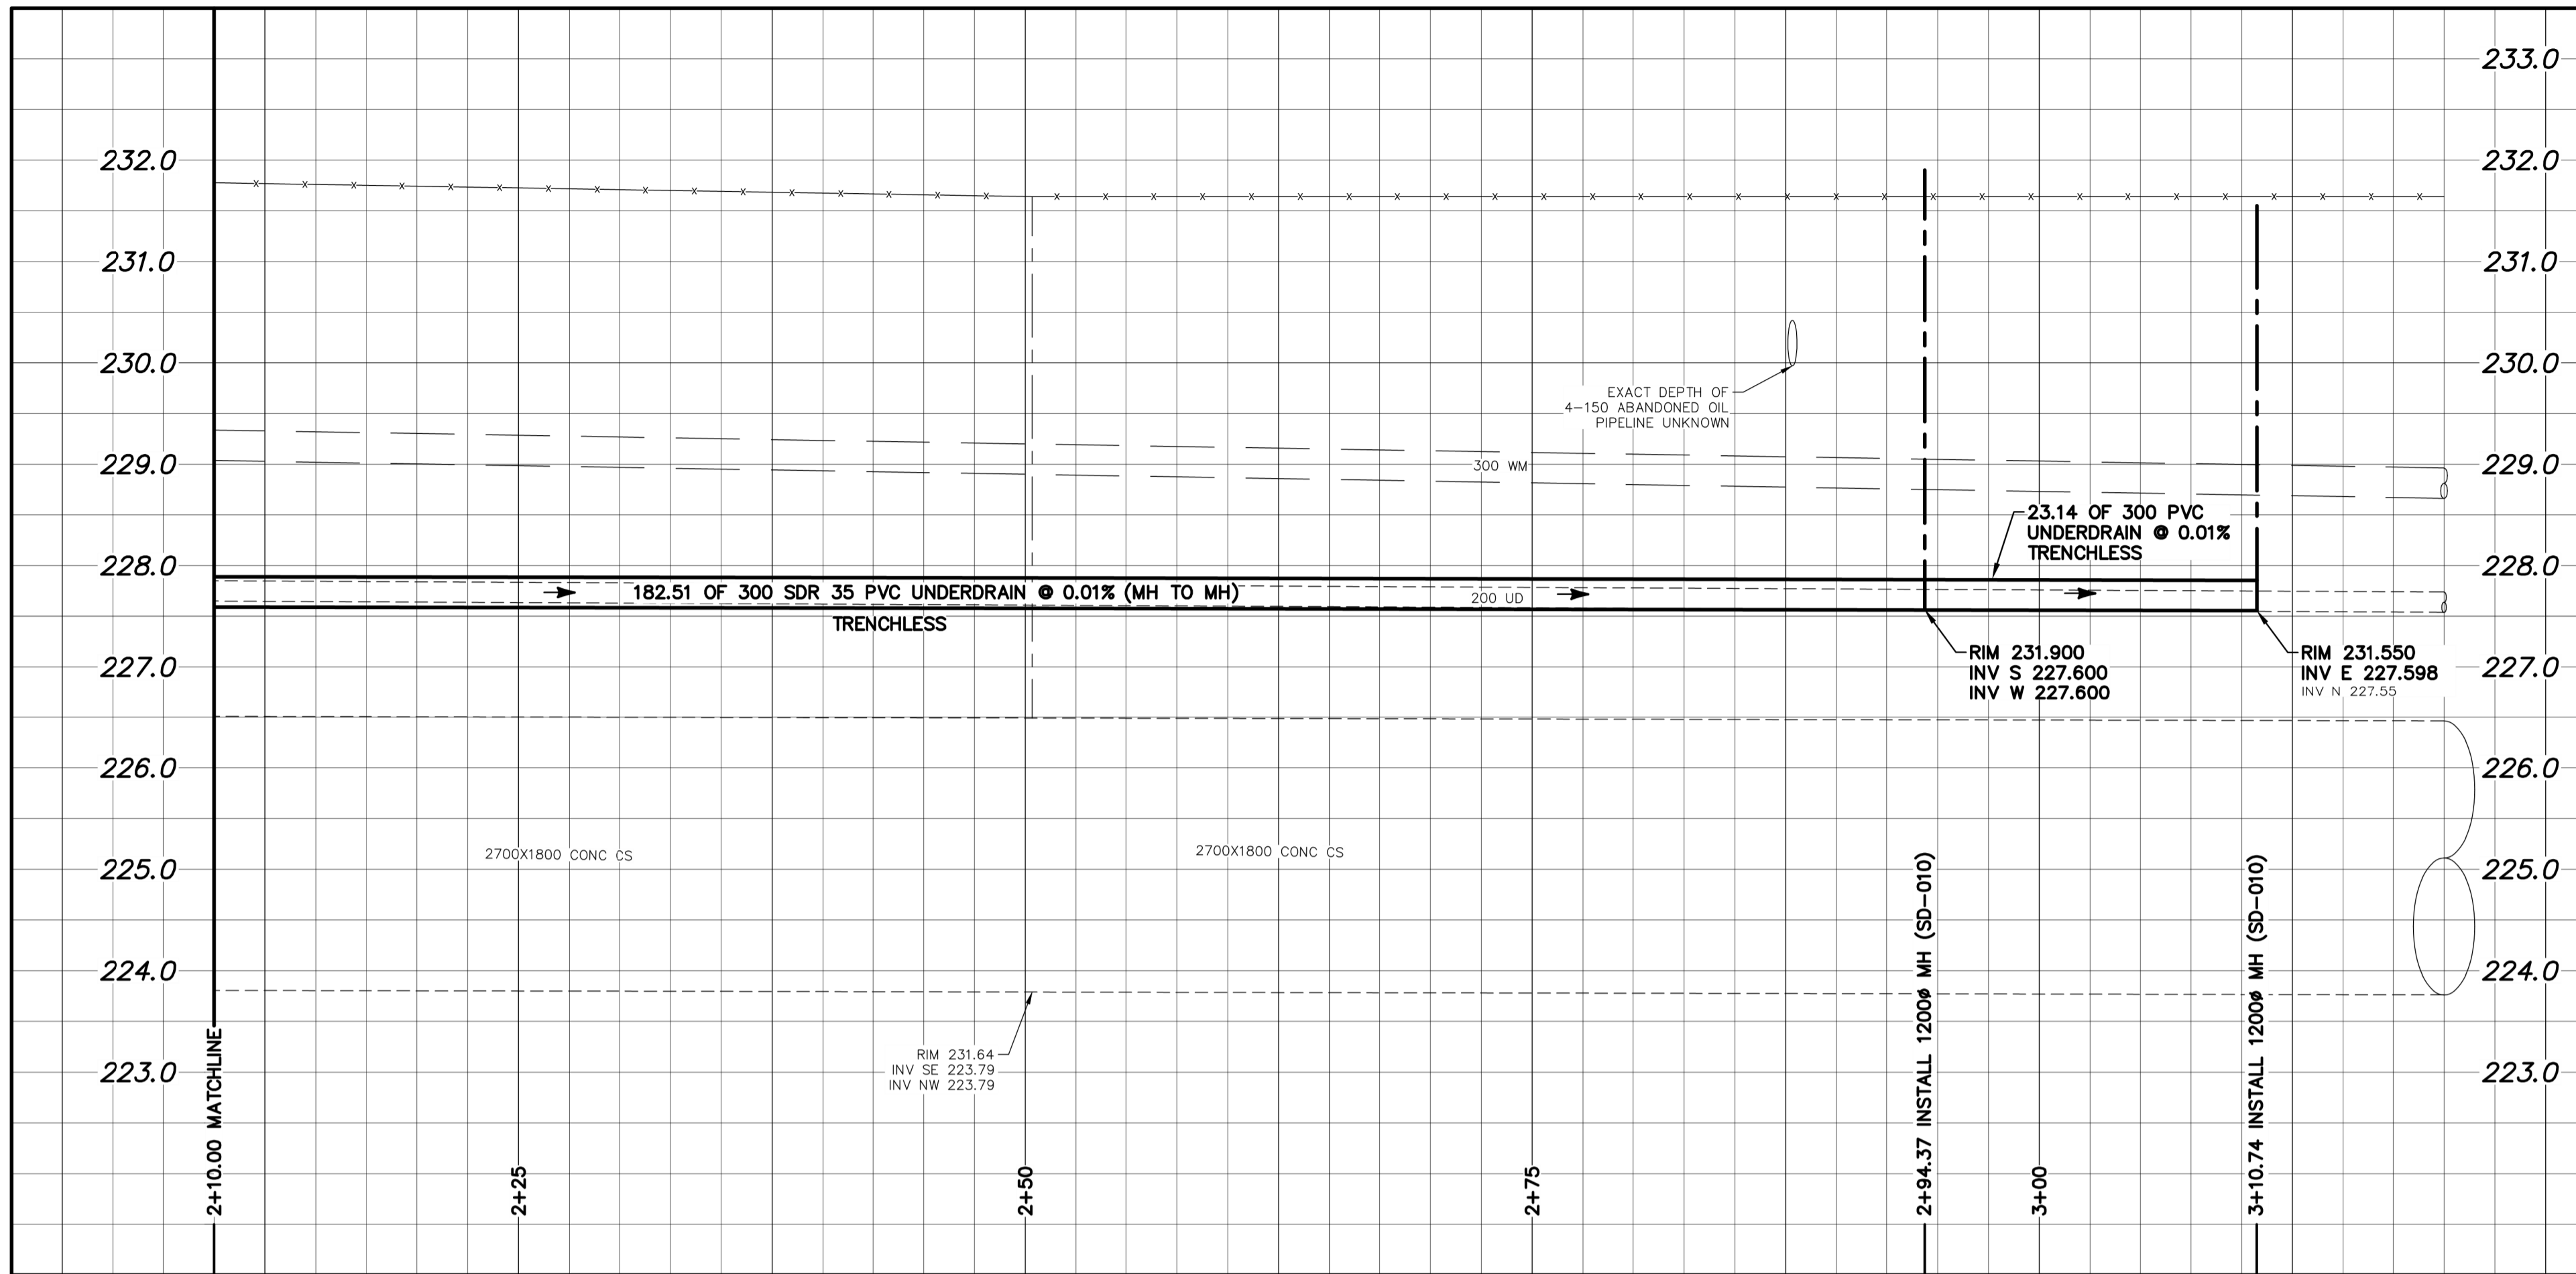 233.0
233.0
232.0
232.0
231.0
231.0
230.0
230.0
EXACT DEPTH OF
4-150 ABANDONED OIL
PIPELINE UNKNOWN
229.0
300 WM
229.0
23.14 OF 300 PVC
UNDERDRAIN @ 0.01%
TRENCHLESS
228.0
228.0
182.51 OF 300 SDR 35 PVC UNDERDRAIN @ 0.01% (MH TO MH)
200 UD
TRENCHLESS
RIM 231.900
INV S 227.600
INV W 227.600
RIM 231.550
INV E 227.598
INV N 227.55
227.0
227.0
226.0
226.0
2700X1800 CONC CS
2700X1800 CONC CS
225.0
225.0
224.0
224.0
RIM 231.64
INV SE 223.79
INV NW 223.79
223.0
223.0
2+10.00 MATCHLINE
2+25
2+50
2+75
2+94.37 INSTALL 1200ø MH (SD-010)
3+00
3+10.74 INSTALL 1200ø MH (SD-010)